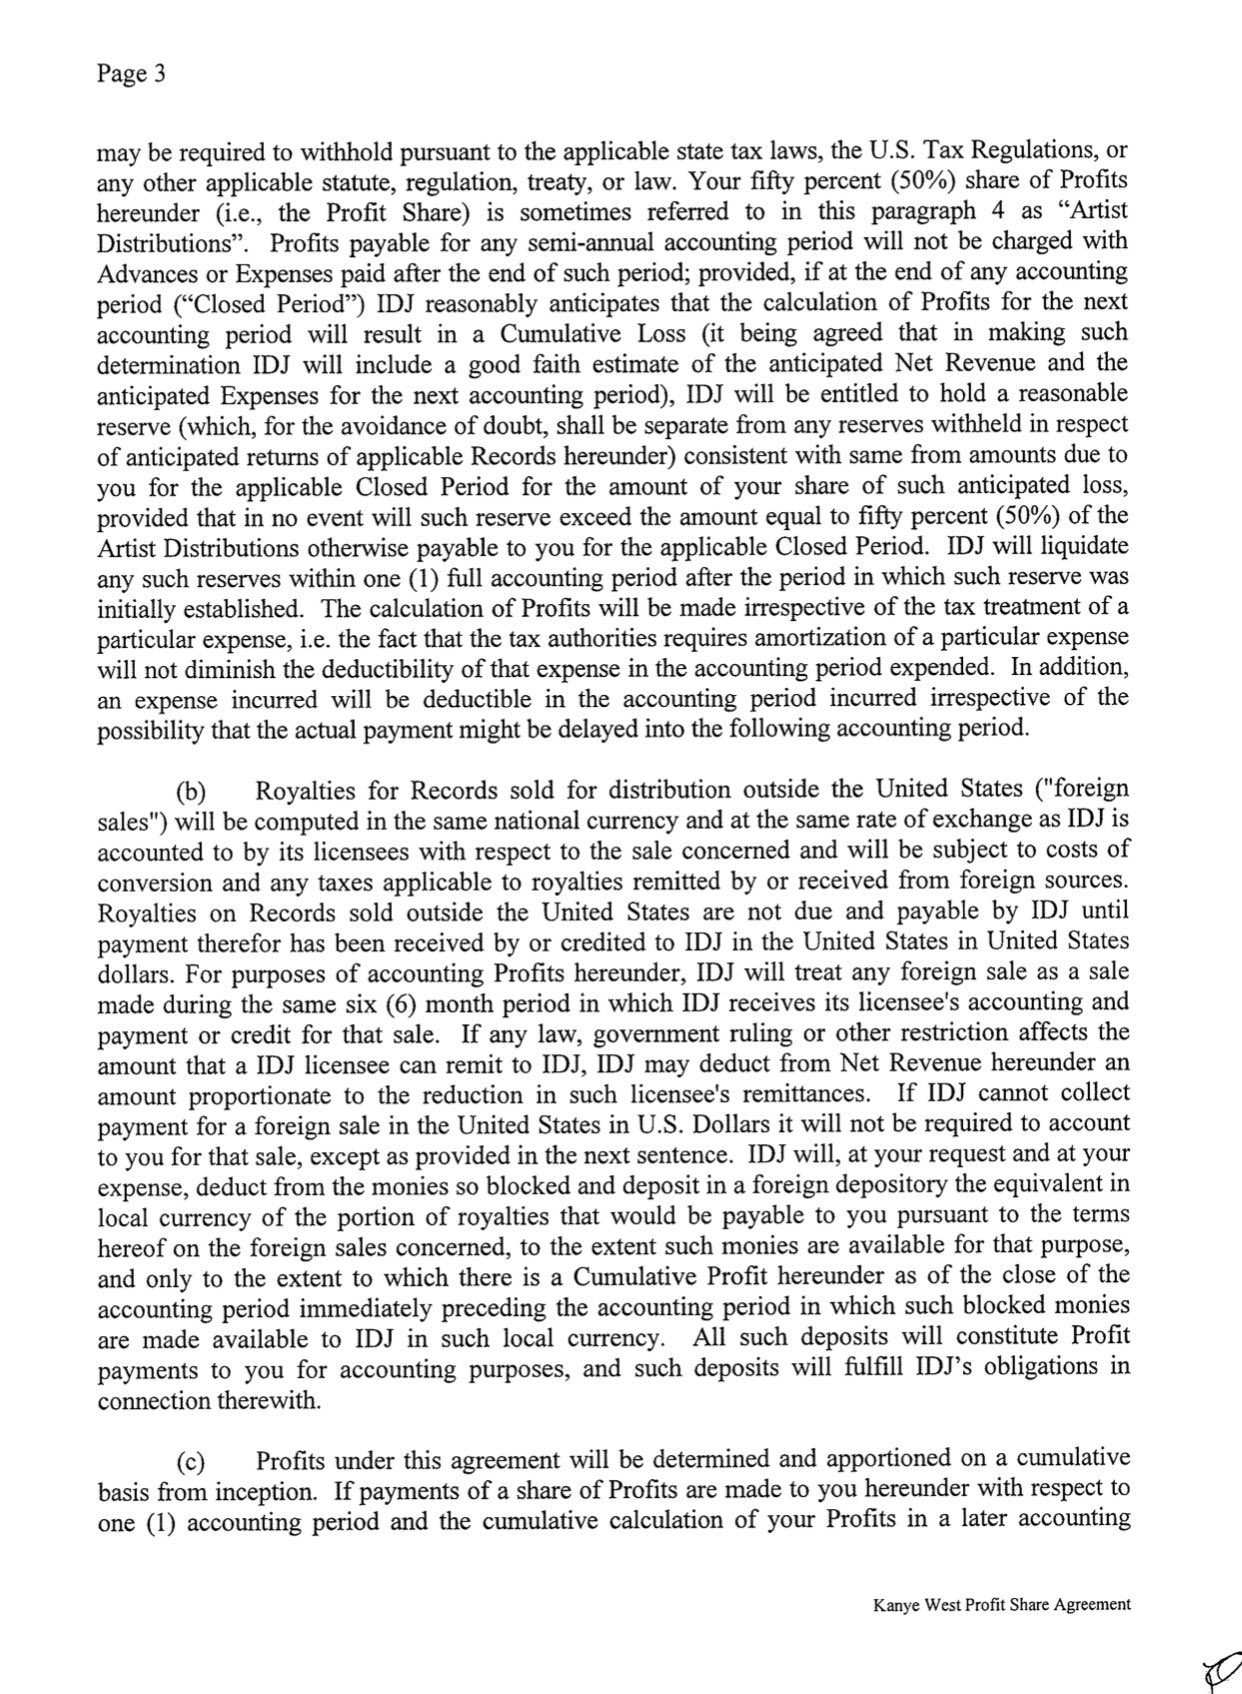 Page 3
may be required to withhold pursuant to the applicable state tax laws, the U.S. Tax Regulations, or
any other applicable statute, regulation, treaty, or law. Your fifty percent (50%) share of Profits
hereunder (i.e., the Profit Share) is sometimes referred to in this paragraph 4 as “Artist
Distributions”. Profits payable for any semi-annual accounting period will not be charged with
Advances or Expenses paid after the end of such period; provided, if at the end of any accounting
period (“Closed Period”) IDJ reasonably anticipates that the calculation of Profits for the next
accounting period will result in a Cumulative Loss (it being agreed that in making such
determination IDJ will include a good faith estimate of the anticipated Net Revenue and the
anticipated Expenses for the next accounting period), IDJ will be entitled to hold a reasonable
reserve (which, for the avoidance of doubt, shall be separate from any reserves withheld in respect
of anticipated returns of applicable Records hereunder) consistent with same from amounts due to
you for the applicable Closed Period for the amount of your share of such anticipated loss,
provided that in no event will such reserve exceed the amount equal to fifty percent (50%) of the
Artist Distributions otherwise payable to you for the applicable Closed Period. IDJ will liquidate
any such reserves within one (1) full accounting period after the period in which such reserve was
initially established. The calculation of Profits will be made irrespective of the tax treatment of a
particular expense, i.e. the fact that the tax authorities requires amortization of a particular expense
will not diminish the deductibility of that expense in the accounting period expended. In addition,
an expense incurred will be deductible in the accounting period incurred irrespective of the
possibility that the actual payment might be delayed into the following accounting period.
(b) Royalties for Records sold for distribution outside the United States ("foreign
sales") will be computed in the same national currency and at the same rate of exchange as IDJ is
accounted to by its licensees with respect to the sale concerned and will be subject to costs of
conversion and any taxes applicable to royalties remitted by or received from foreign sources.
Royalties on Records sold outside the United States are not due and payable by IDJ until
payment therefor has been received by or credited to IDJ in the United States in United States
dollars. For purposes of accounting Profits hereunder, IDJ will treat any foreign sale as a sale
made during the same six (6) month period in which IDJ receives its licensee's accounting and
payment or credit for that sale. If any law, government ruling or other restriction affects the
amount that a IDJ licensee can remit to IDJ, IDJ may deduct from Net Revenue hereunder an
amount proportionate to the reduction in such licensee's remittances. If IDJ cannot collect
payment for a foreign sale in the United States in U.S. Dollars it will not be required to account
to you for that sale, except as provided in the next sentence. IDJ will, at your request and at your
expense, deduct from the monies so blocked and deposit in a foreign depository the equivalent in
local currency of the portion of royalties that would be payable to you pursuant to the terms
hereof on the foreign sales concerned, to the extent such monies are available for that purpose,
and only to the extent to which there is a Cumulative Profit hereunder as of the close of the
accounting period immediately preceding the accounting period in which such blocked monies
are made available to IDJ in such local currency. All such deposits will constitute Profit
payments to you for accounting purposes, and such deposits will fulfill IDJ’s obligations in
connection therewith.
(c) Profits under this agreement will be determined and apportioned on a cumulative
basis from inception. If payments of a share of Profits are made to you hereunder with respect to
one (1) accounting period and the cumulative calculation of your Profits in a later accounting
Kanye West Profit Share Agreement